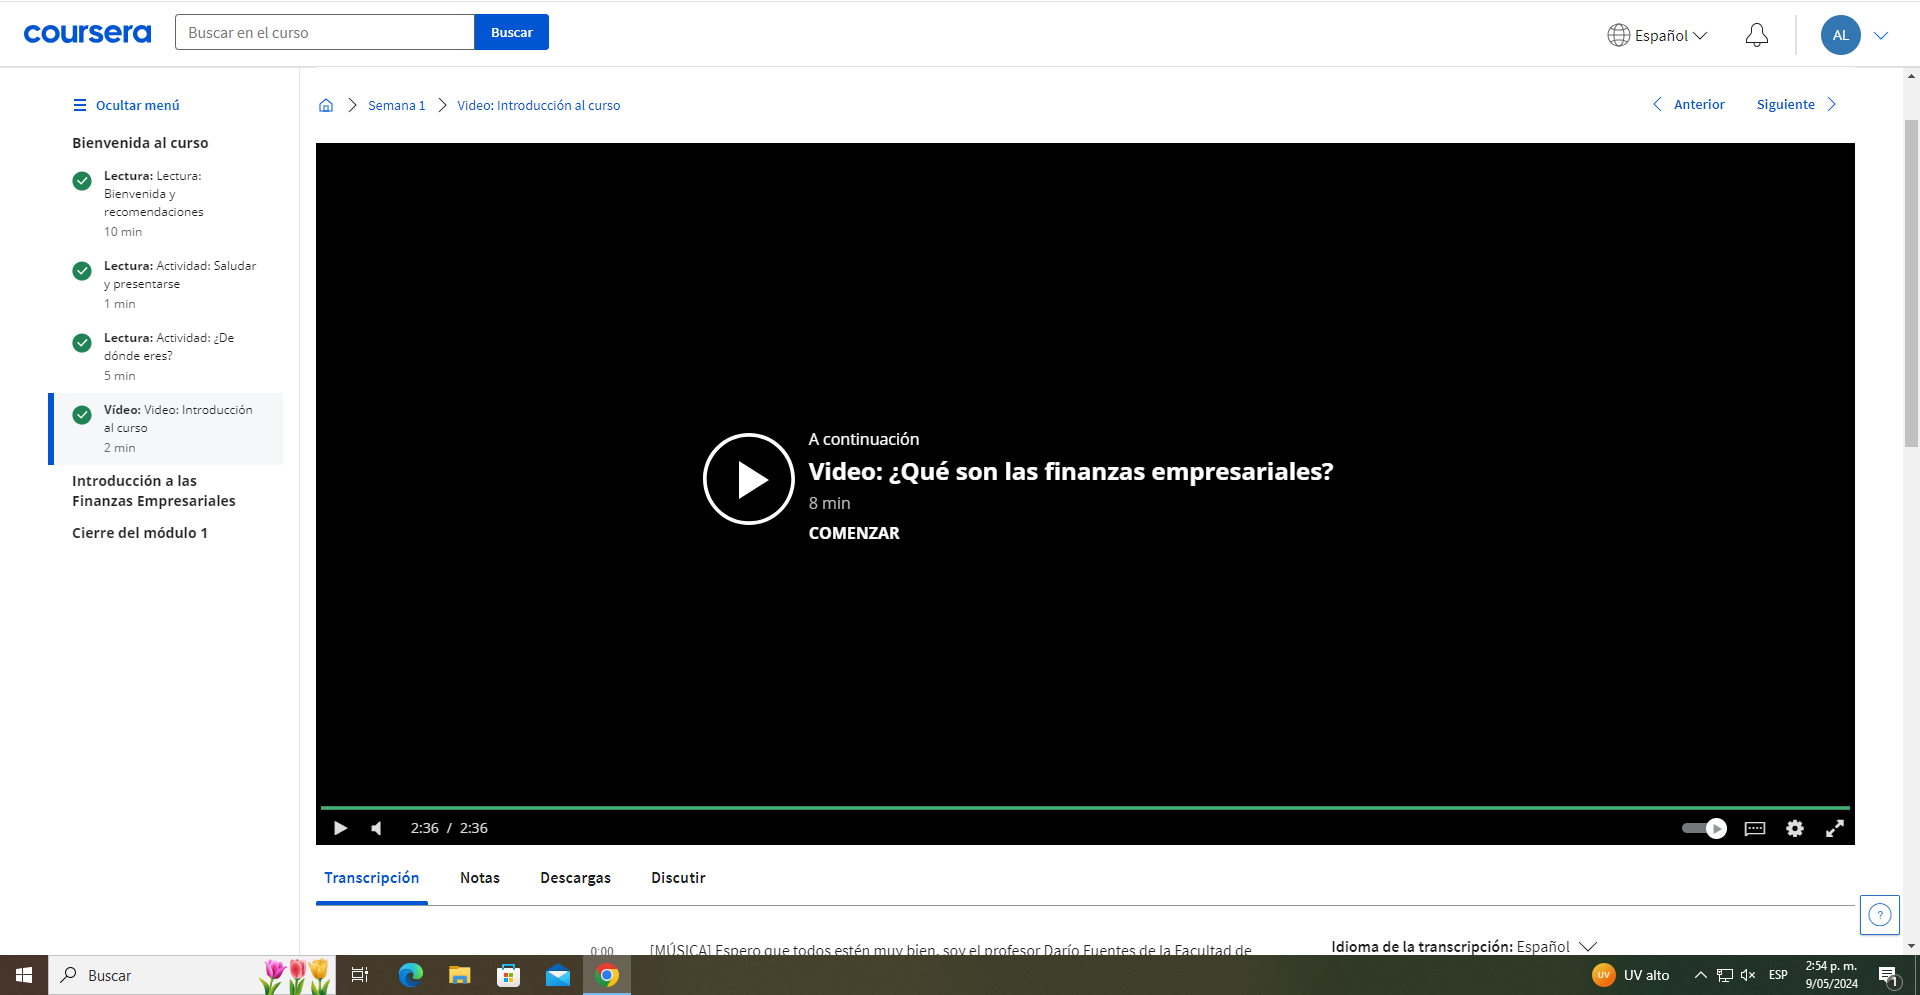 coursera
Buscar en el curso
Buscar
Español
AL
Ocultar menú
Semana 1
Video: Introducción al curso
Anterior
Siguiente
Bienvenida al curso
Lectura: Lectura:
Bienvenida y
recomendaciones
10 min
Lectura: Actividad: Saludar
y presentarse
1 min
Lectura: Actividad: ¿De
dónde eres?
5 min
Vídeo: Video: Introducción
al curso
2 min
Introducción a las
Finanzas Empresariales
Cierre del módulo 1
A continuación
Video: ¿Qué son las finanzas empresariales?
8 min
COMENZAR
2:36 / 2:36
Transcripción
Notas
Descargas
Discutir
0:00
[MÚSICA] Espero que todos estén muy bien, soy el profesor Darío Fuentes de la Facultad de
Idioma de la transcripción: Español
?
Buscar
UV
UV alto
ESP
2:54 p. m.
9/05/2024
1